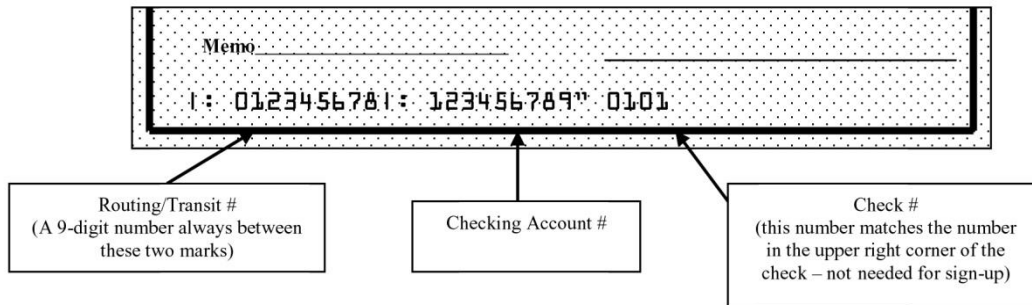 Memo
|: 012345678|: 123456789" 0101
Routing/Transit #
(A 9-digit number always between
these two marks)
Checking Account #
Check #
(this number matches the number
in the upper right corner of the
check – not needed for sign-up)